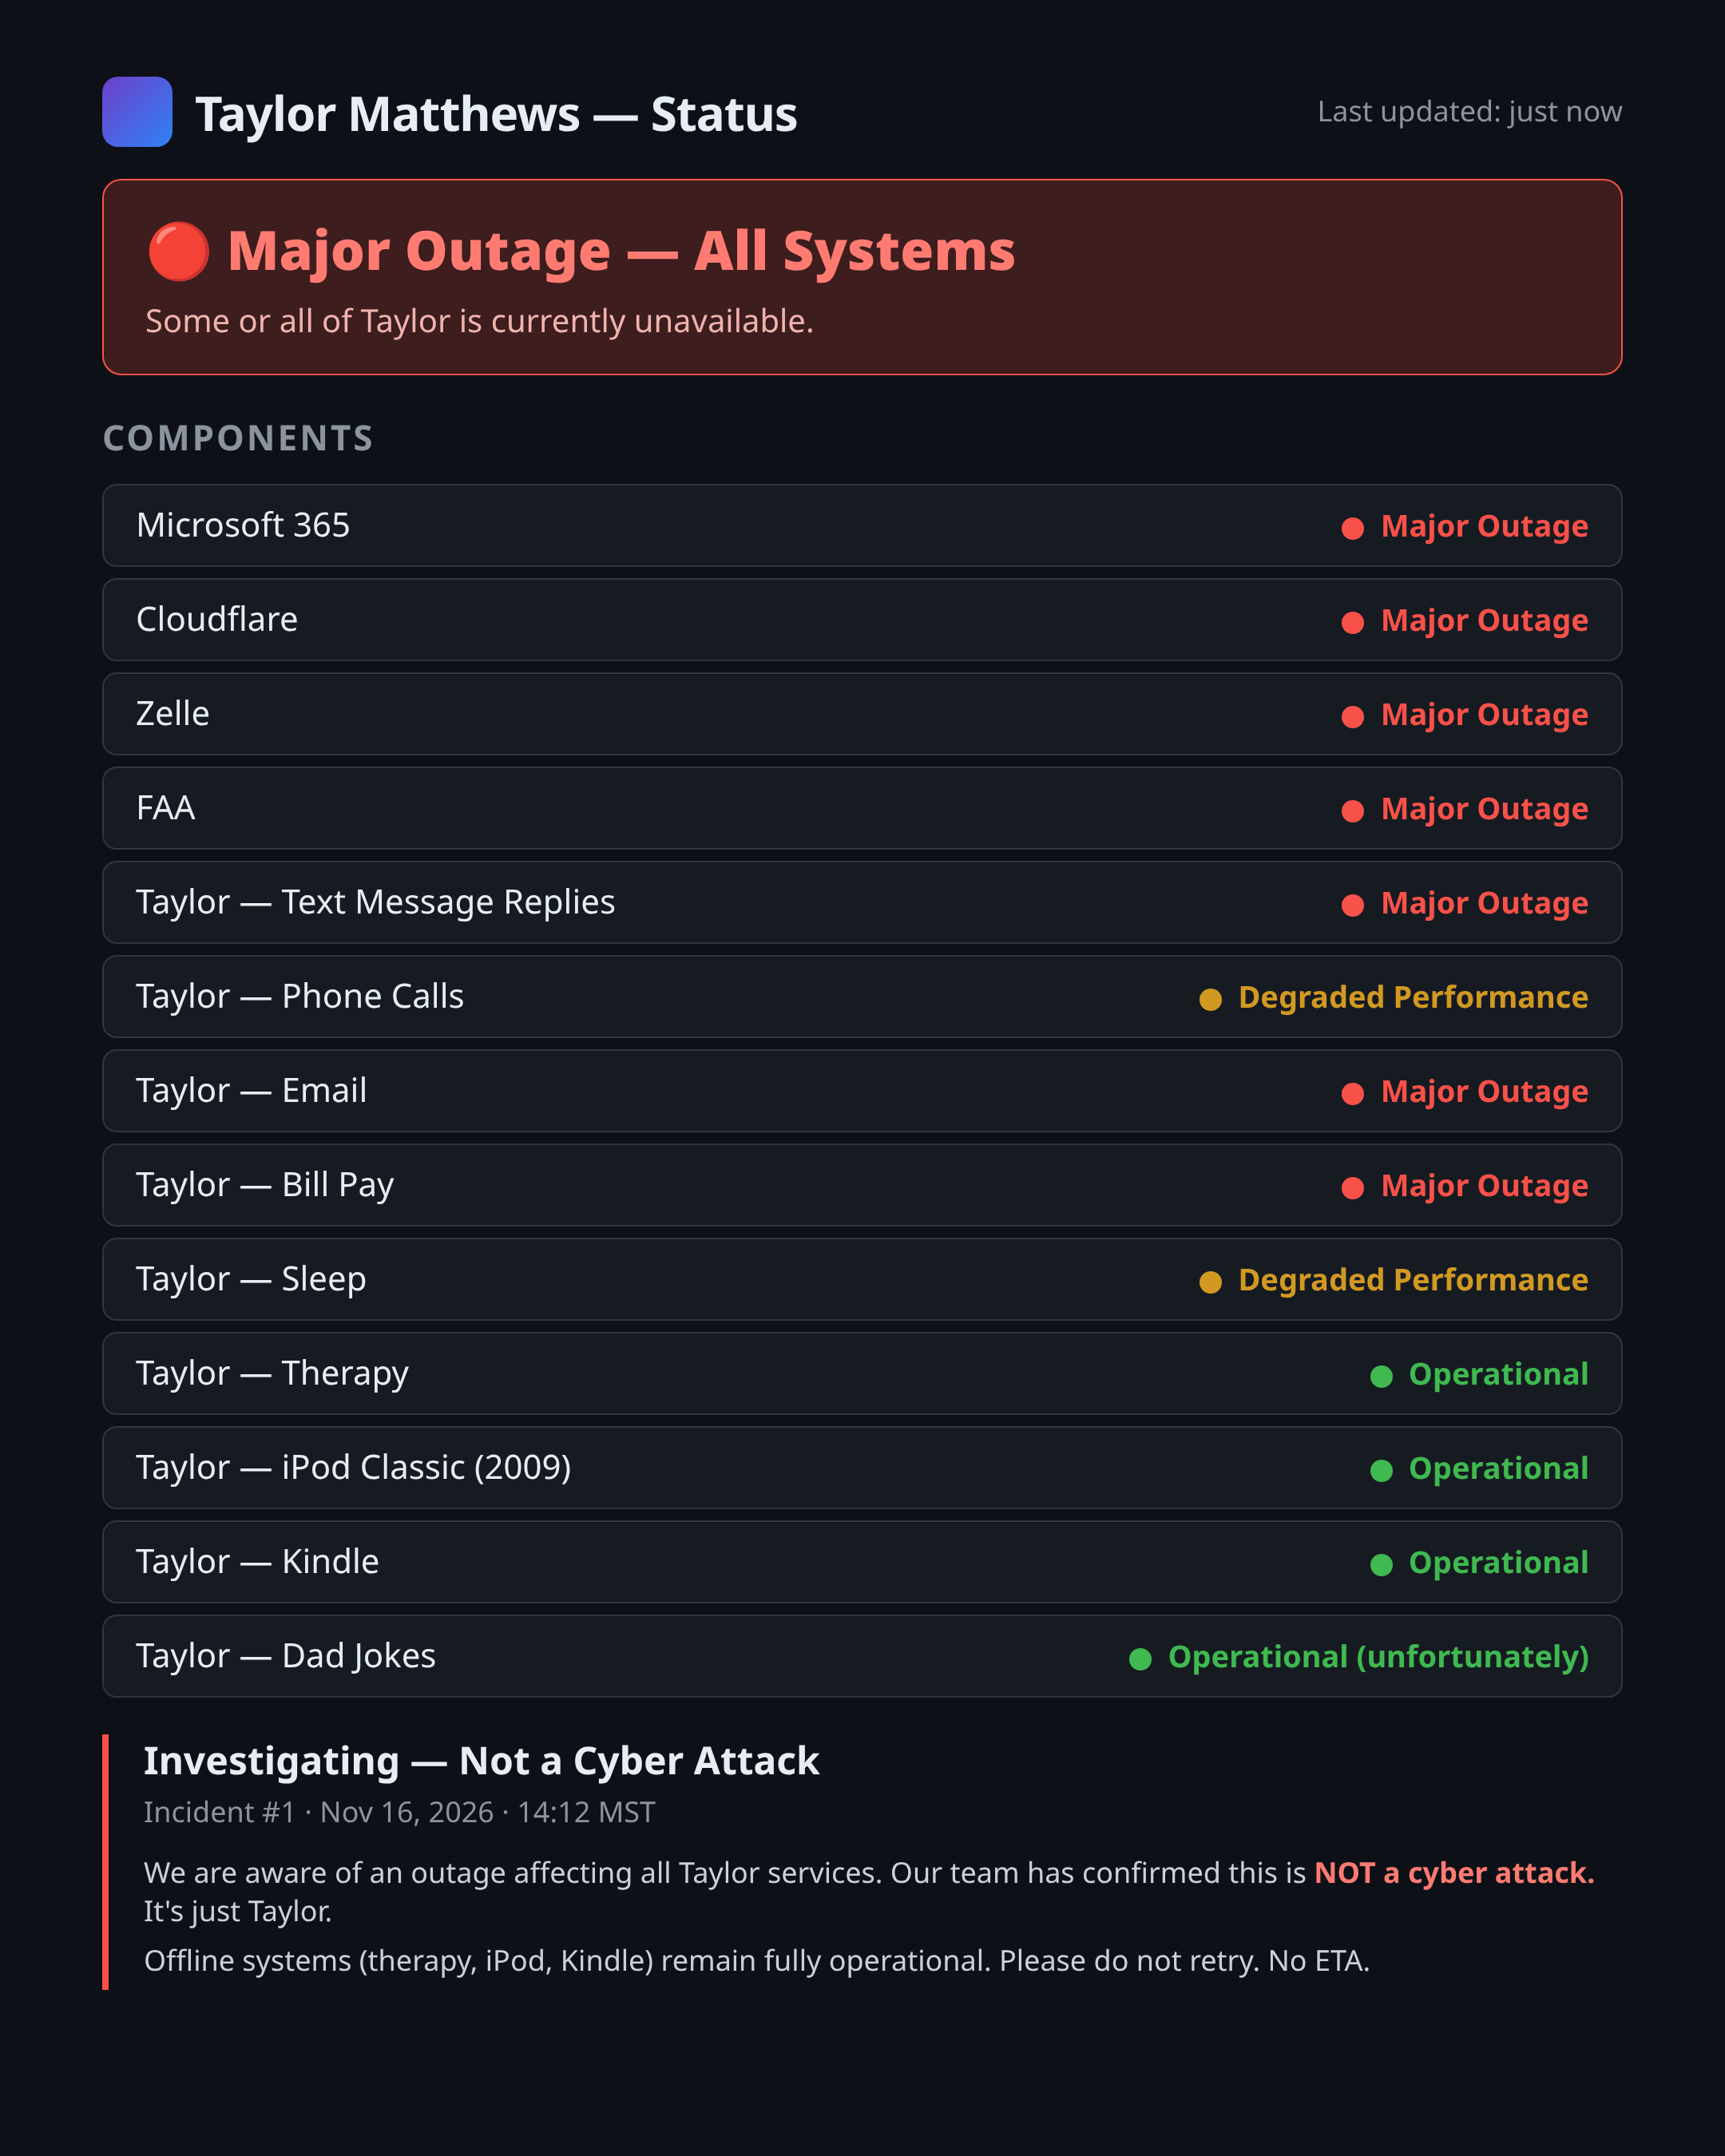 Taylor Matthews — Status
Last updated: just now
🔴 Major Outage — All Systems
Some or all of Taylor is currently unavailable.
COMPONENTS
Microsoft 365
● Major Outage
Cloudflare
● Major Outage
Zelle
● Major Outage
FAA
● Major Outage
Taylor — Text Message Replies
● Major Outage
Taylor — Phone Calls
● Degraded Performance
Taylor — Email
● Major Outage
Taylor — Bill Pay
● Major Outage
Taylor — Sleep
● Degraded Performance
Taylor — Therapy
● Operational
Taylor — iPod Classic (2009)
● Operational
Taylor — Kindle
● Operational
Taylor — Dad Jokes
● Operational (unfortunately)
Investigating — Not a Cyber Attack
Incident #1 · Nov 16, 2026 · 14:12 MST
We are aware of an outage affecting all Taylor services. Our team has confirmed this is NOT a cyber attack.
It's just Taylor.
Offline systems (therapy, iPod, Kindle) remain fully operational. Please do not retry. No ETA.